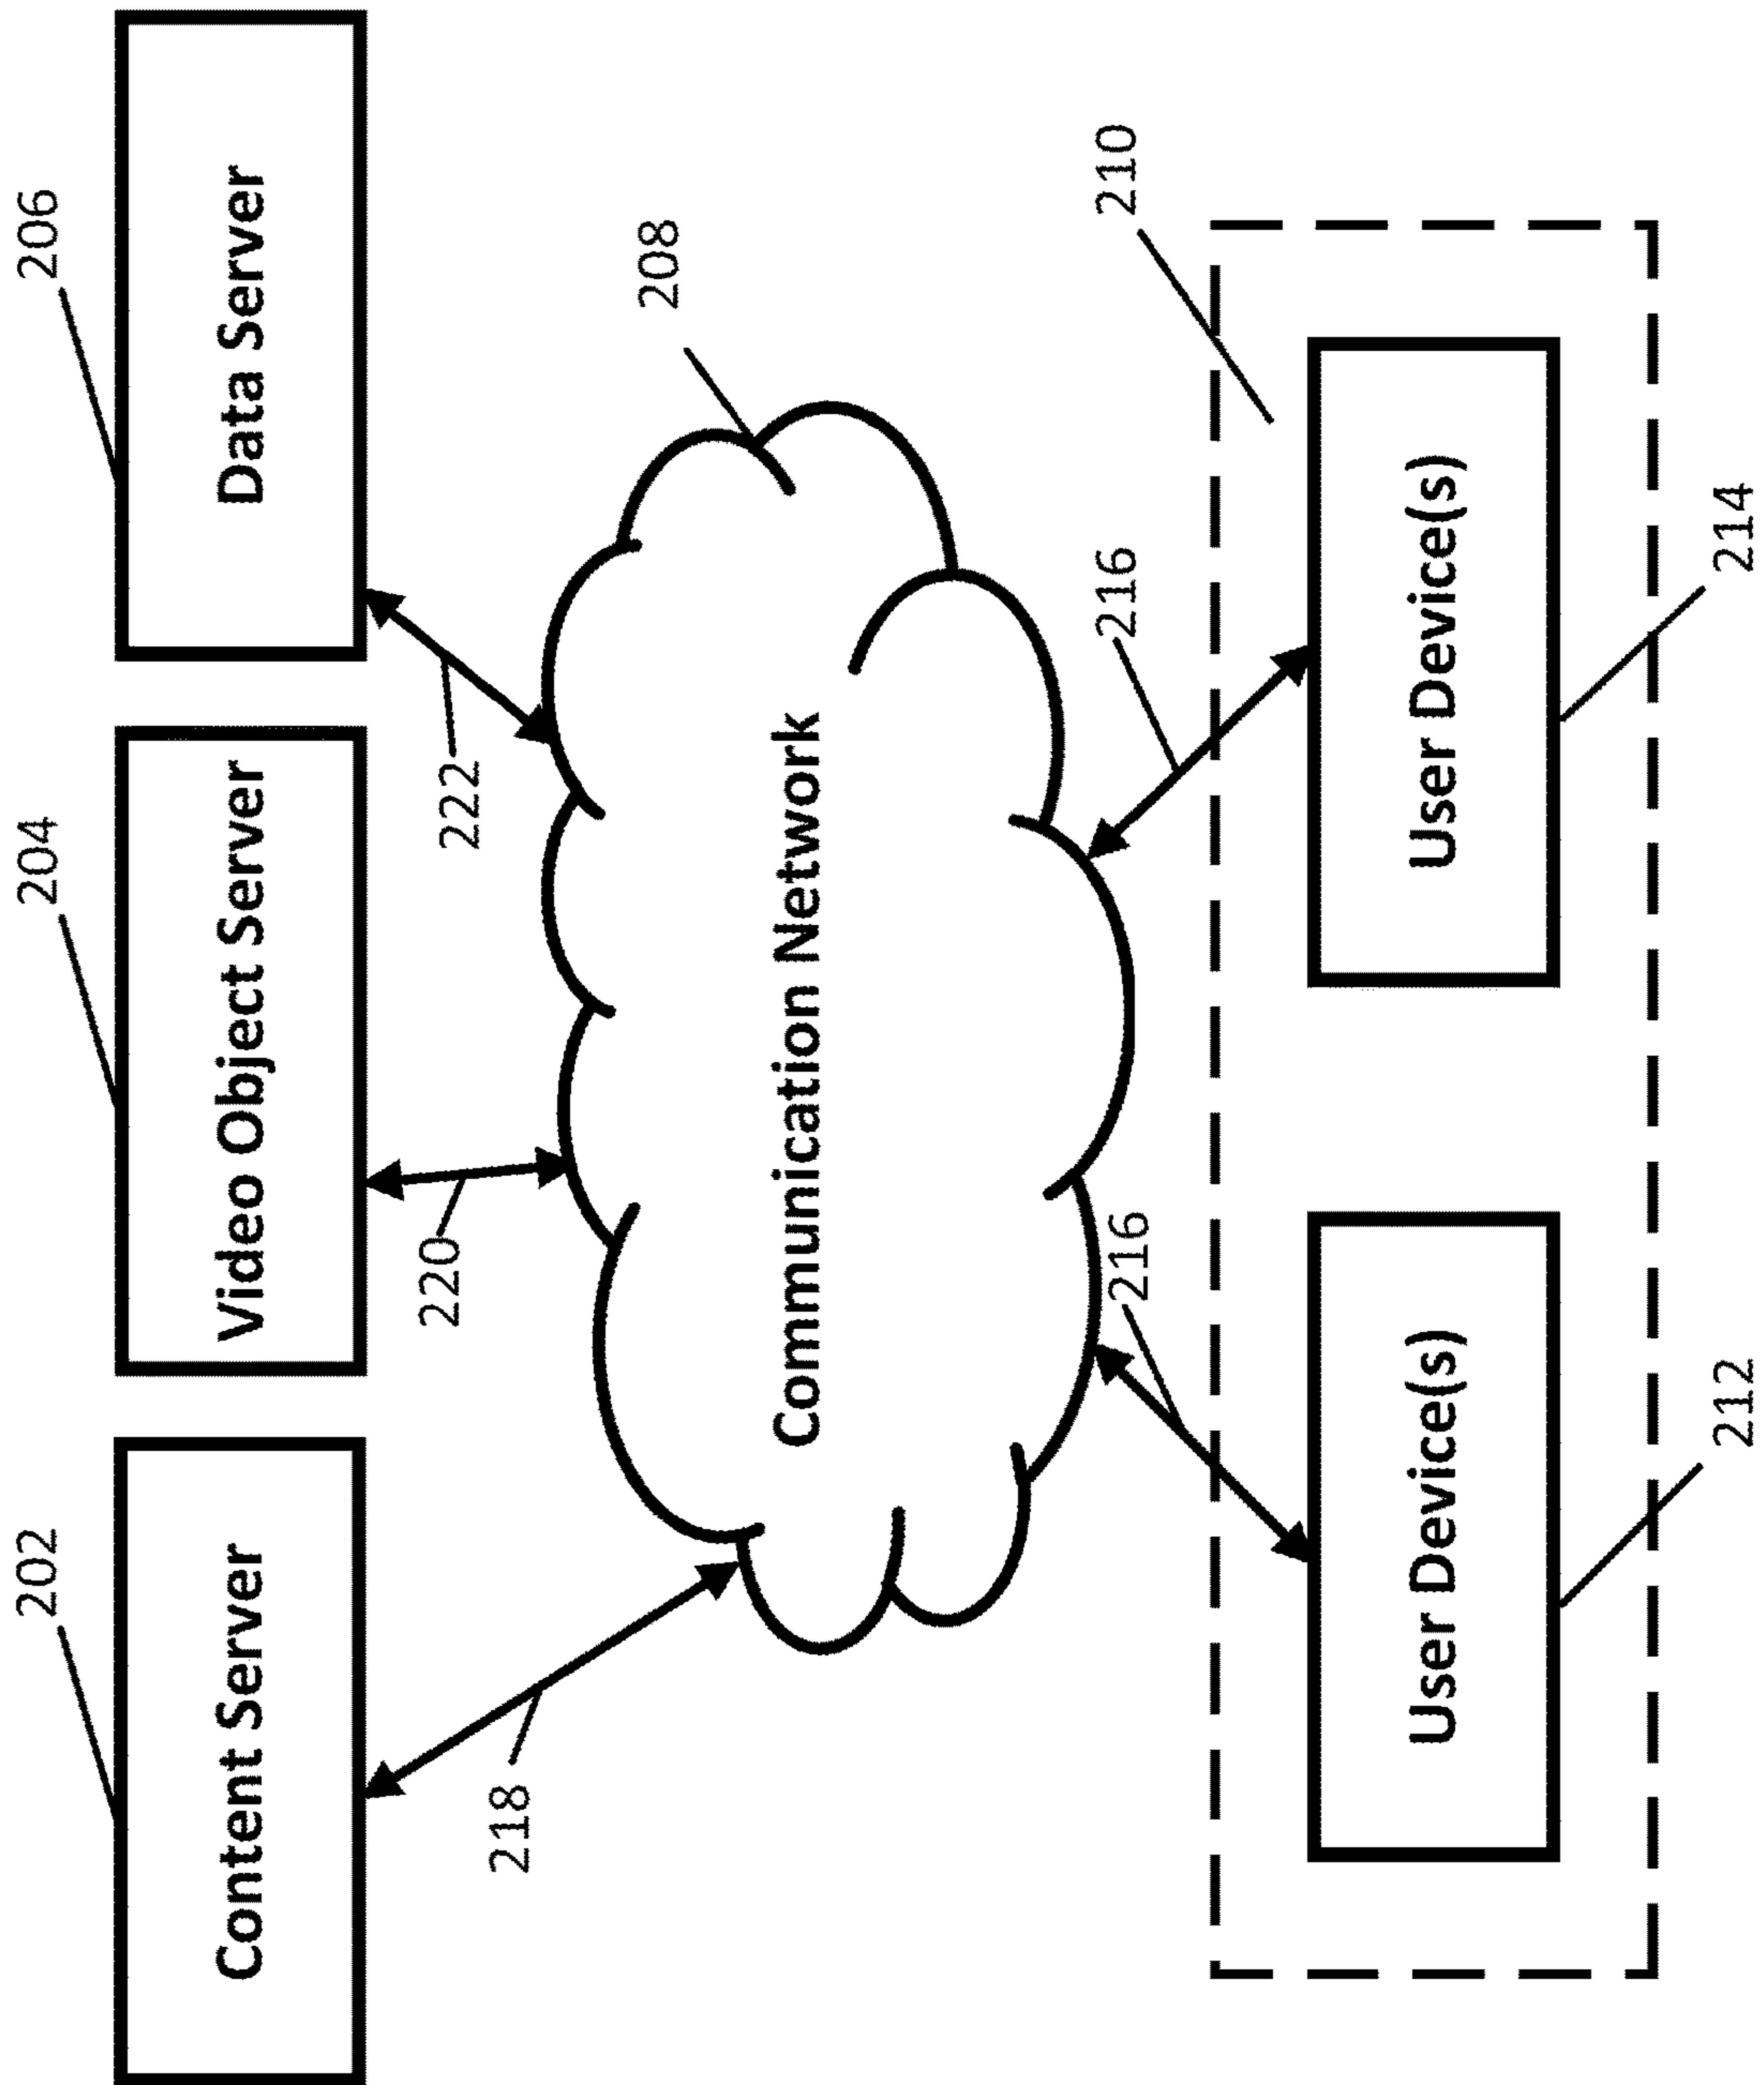 202
204
206
Content Server
Video Object Server
Data Server
218
220
222
208
Communication Network
216
216
210
User Device(s)
User Device(s)
212
214